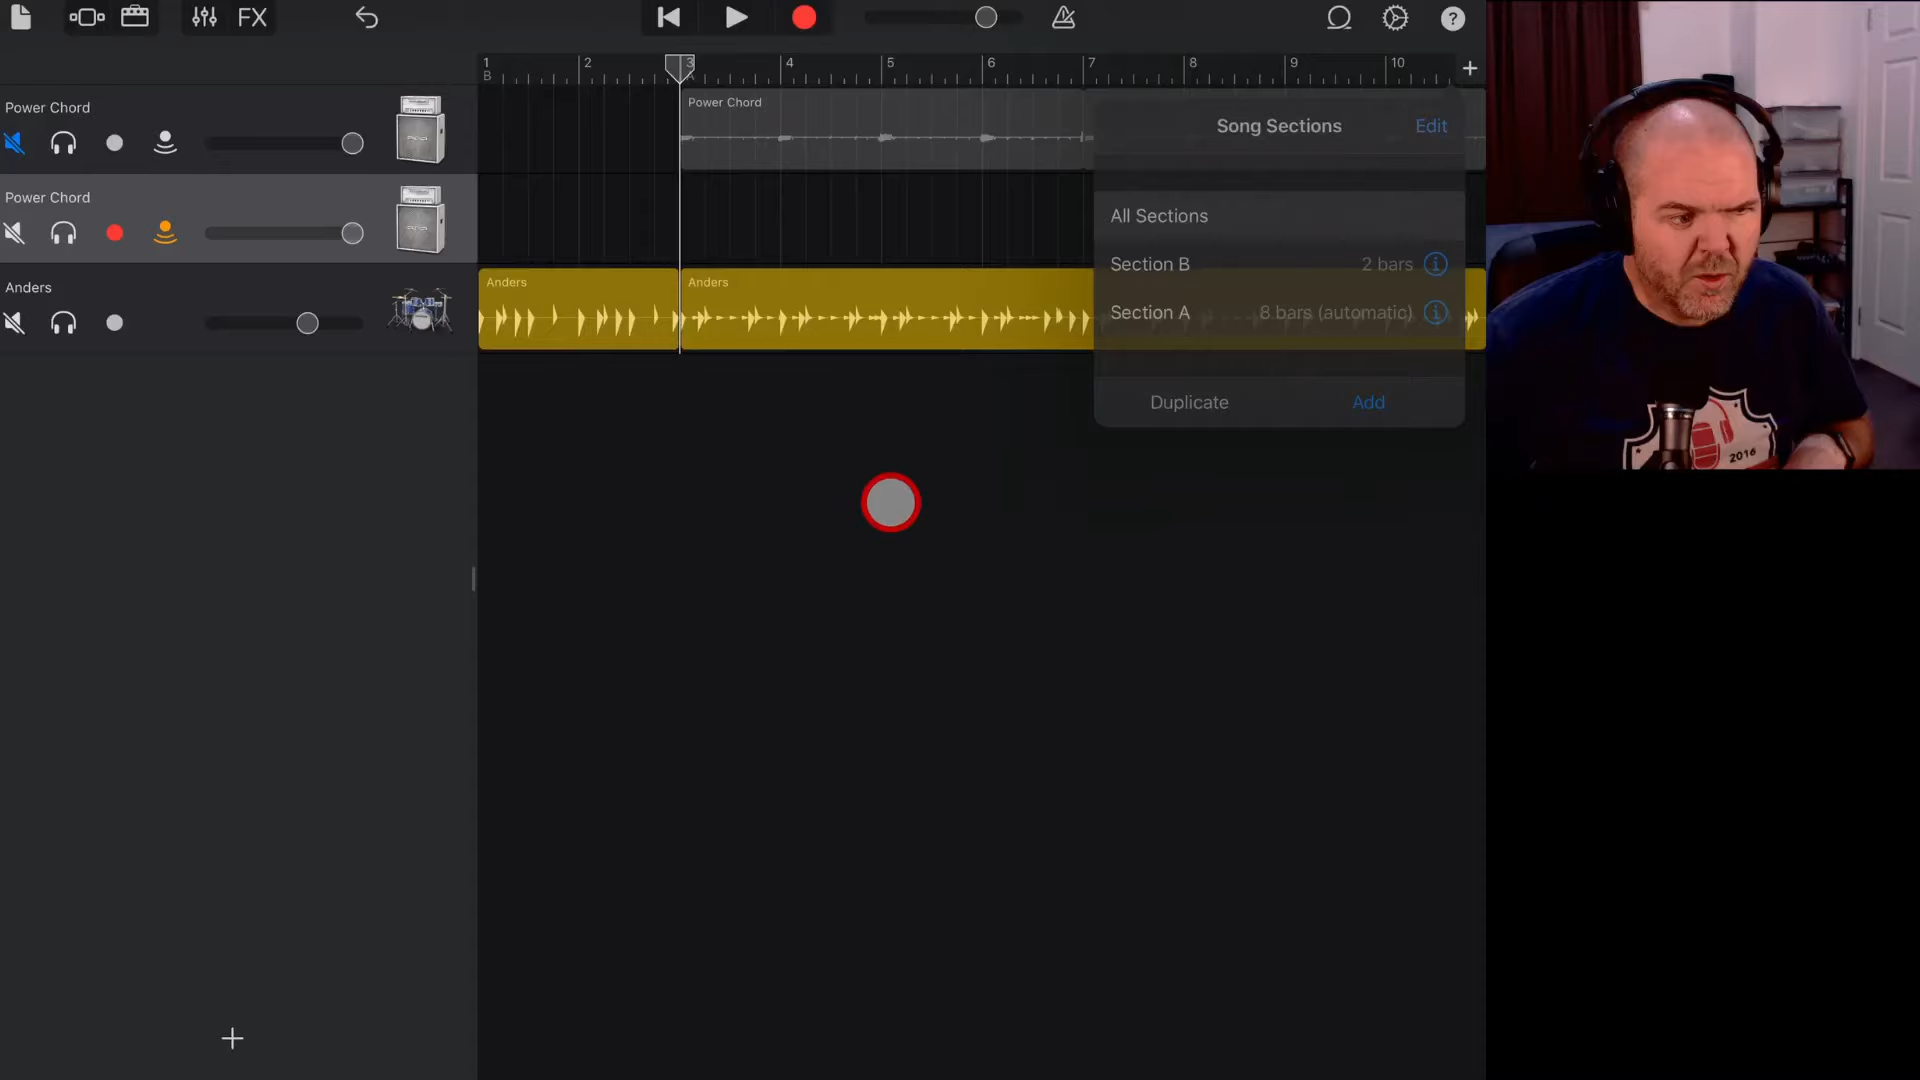 FX
?
1 2 3 4 5 6 7 8 9 10
B A
+
Power Chord
Power Chord
Song Sections Edit
All Sections
Power Chord
Section B 2 bars i
Anders
Anders
Anders
Section A 8 bars (automatic) i
Duplicate Add
2016
+